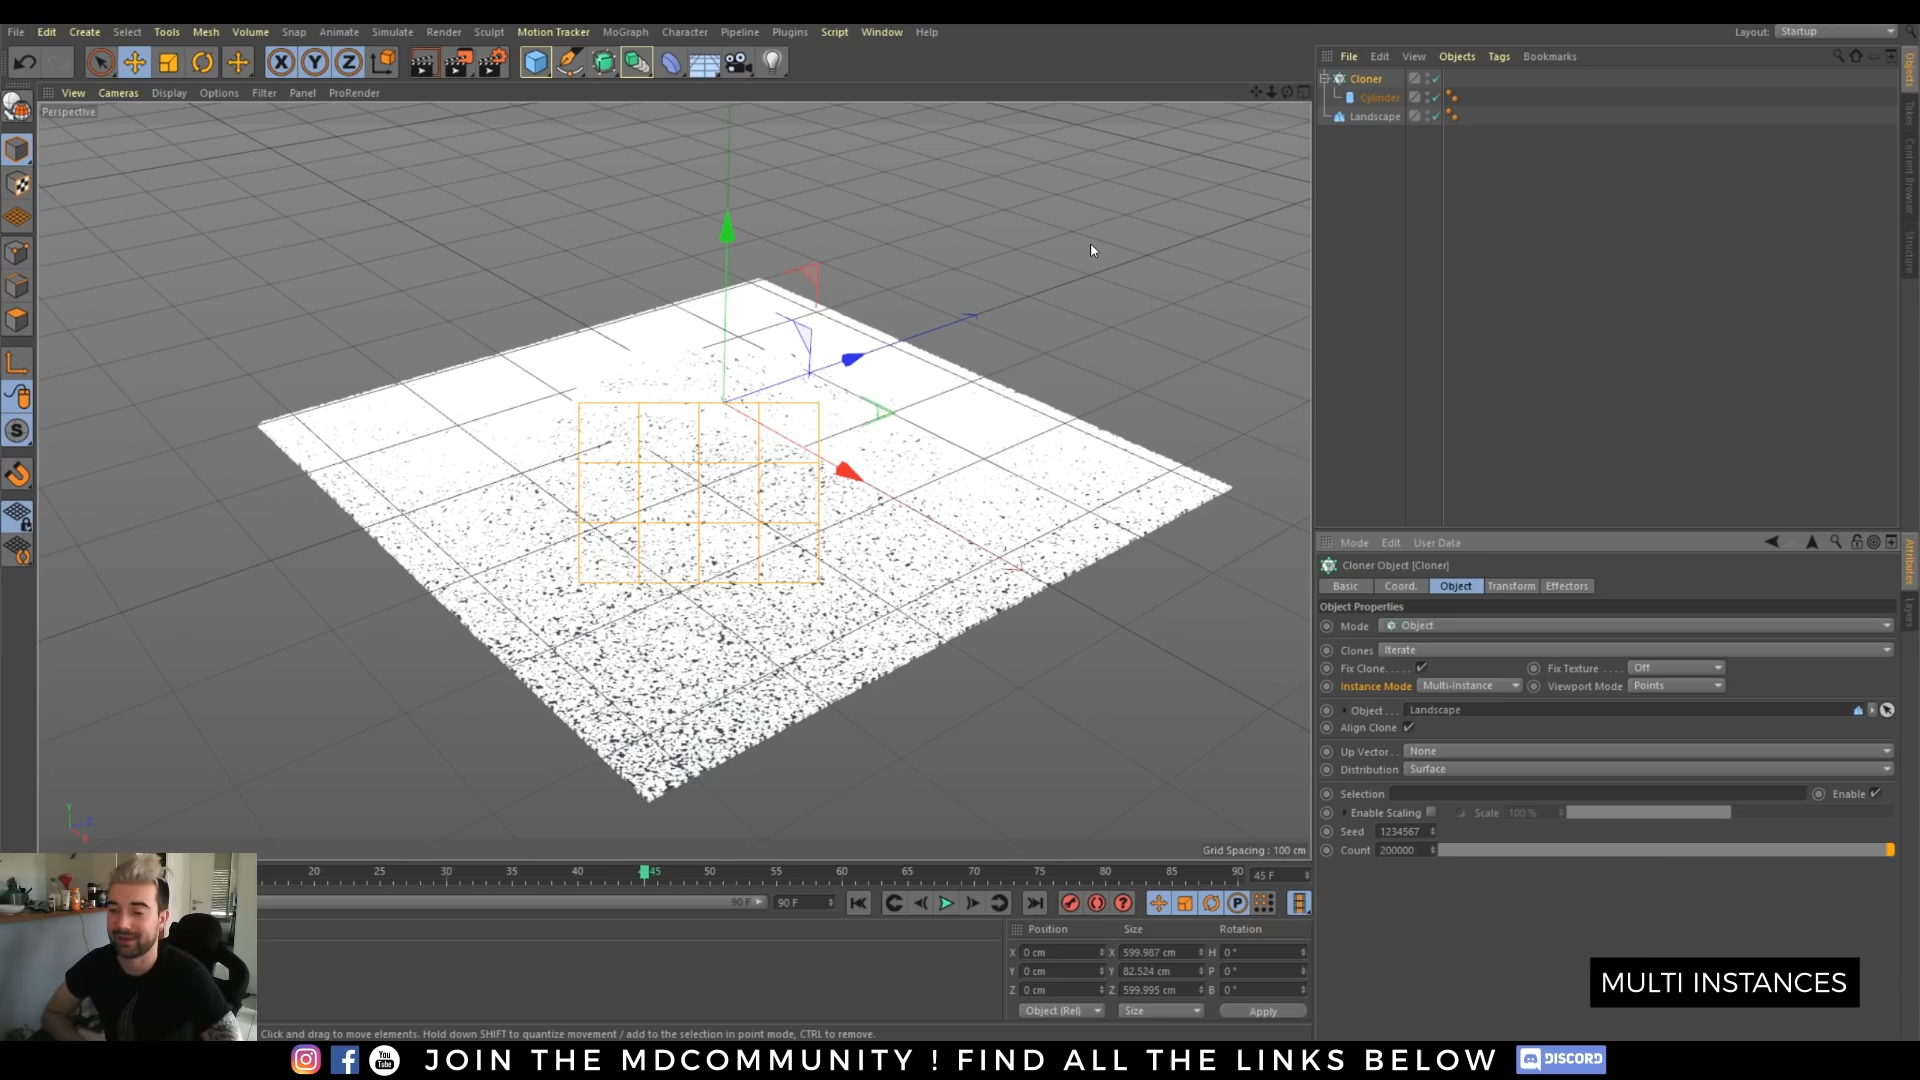 File Edit Create Select Tools Mesh Volume Snap Animate Simulate Render Sculpt Motion Tracker MoGraph Character Pipeline Plugins Script Window Help
Layout: Startup
View Cameras Display Options Filter Panel ProRender
Perspective
File Edit View Objects Tags Bookmarks
Cloner
Cylinder
Landscape
Objects
Takes
Content Browser
Structure
Mode Edit User Data
Cloner Object [Cloner]
Basic Coord. Object Transform Effectors
Object Properties
Mode Object
Clones Iterate
Fix Clone..... Fix Texture .... Off
Instance Mode Multi-Instance Viewport Mode Points
Object... Landscape
Align Clone
Up Vector.. None
Distribution Surface
Selection Enable
Enable Scaling Scale 100 %
Seed 1234567
Count 200000
Attributes
Layers
Grid Spacing : 100 cm
20 25 30 35 40 45 50 55 60 65 70 75 80 85 90 45 F
90 F 90 F
Position Size Rotation
X 0 cm X 599.987 cm H 0 °
Y 0 cm Y 82.524 cm P 0 °
Z 0 cm Z 599.995 cm B 0 °
Object (Rel) Size Apply
Click and drag to move elements. Hold down SHIFT to quantize movement / add to the selection in point mode, CTRL to remove.
MULTI INSTANCES
JOIN THE MDCOMMUNITY ! FIND ALL THE LINKS BELOW DISCORD